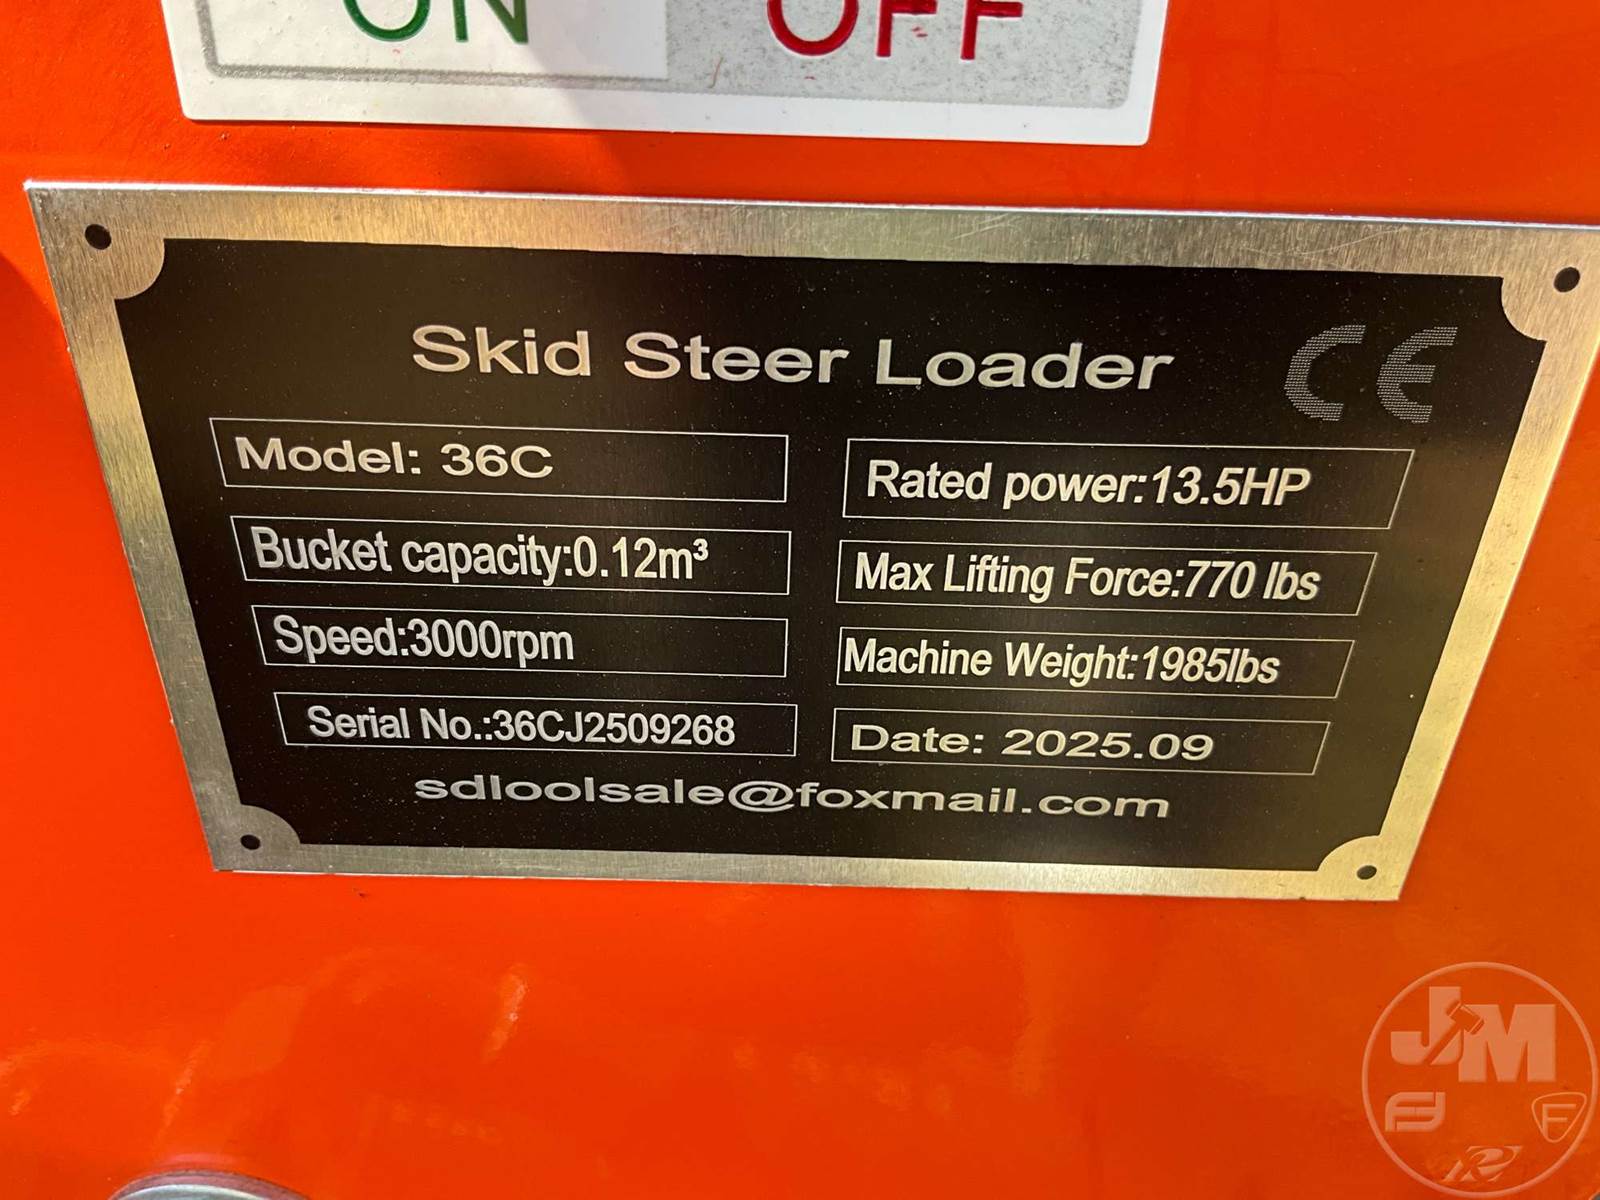 ON OFF
Skid Steer Loader CE
Model: 36C
Rated power:13.5HP
Bucket capacity:0.12m³
Max Lifting Force:770 lbs
Speed:3000rpm
Machine Weight:1985lbs
Serial No.:36CJ2509268
Date: 2025.09
sdloolsale@foxmail.com
JM
F